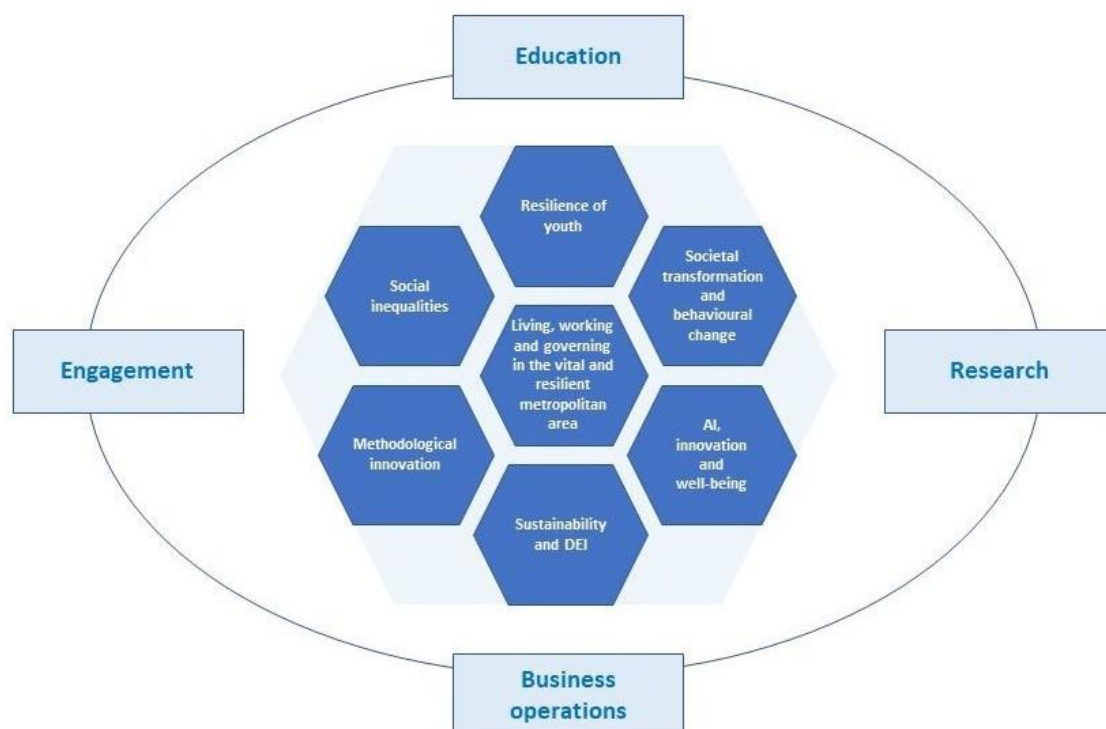 Education
Resilience of
youth
Social
inequalities
Societal
transformation
and
behavioural
change
Living, working
and governing
in the vital and
resilient
metropolitan
area
Engagement
Research
Methodological
innovation
AI,
innovation
and
well-being
Sustainability
and DEI
Business
operations